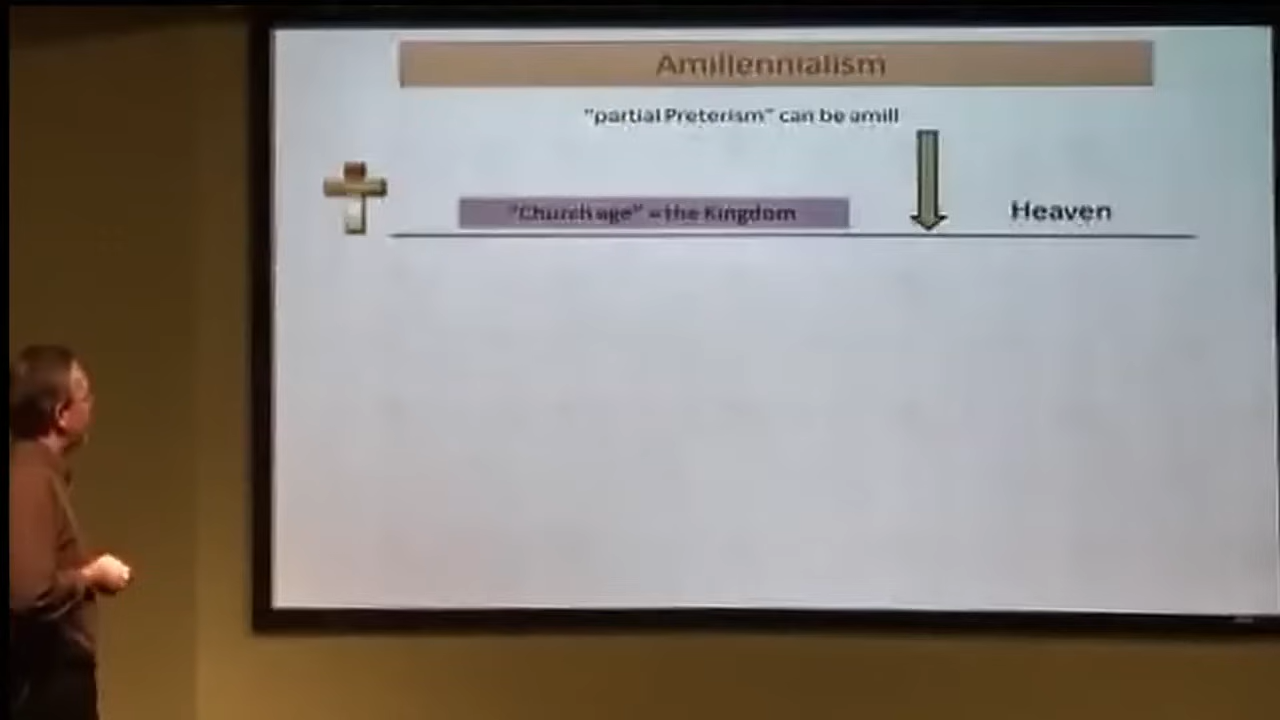 Amillennialism
"partial Preterism" can be amill
"Church age" = the Kingdom
Heaven